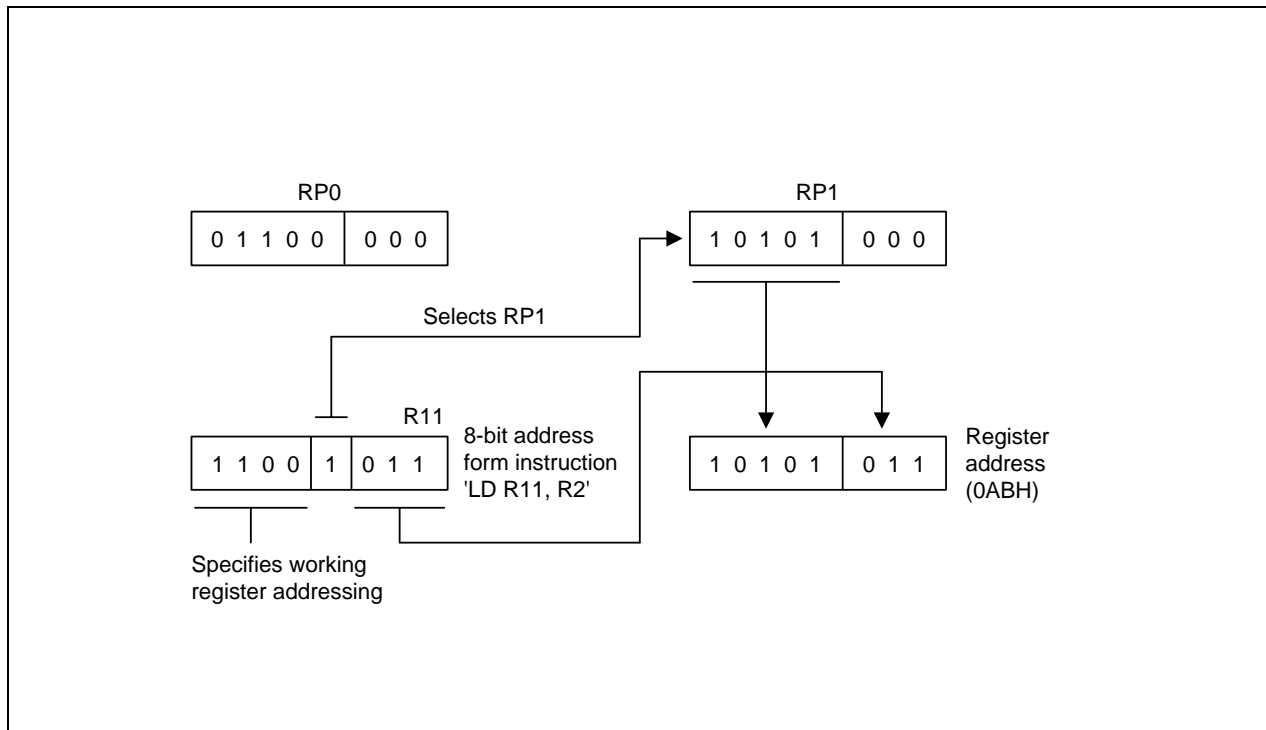 RP0
0 1 1 0 0 0 0 0
RP1
1 0 1 0 1 0 0 0
Selects RP1
R11
1 1 0 0 1 0 1 1
8-bit address
form instruction
'LD R11, R2'
1 0 1 0 1 0 1 1
Register
address
(0ABH)
Specifies working
register addressing